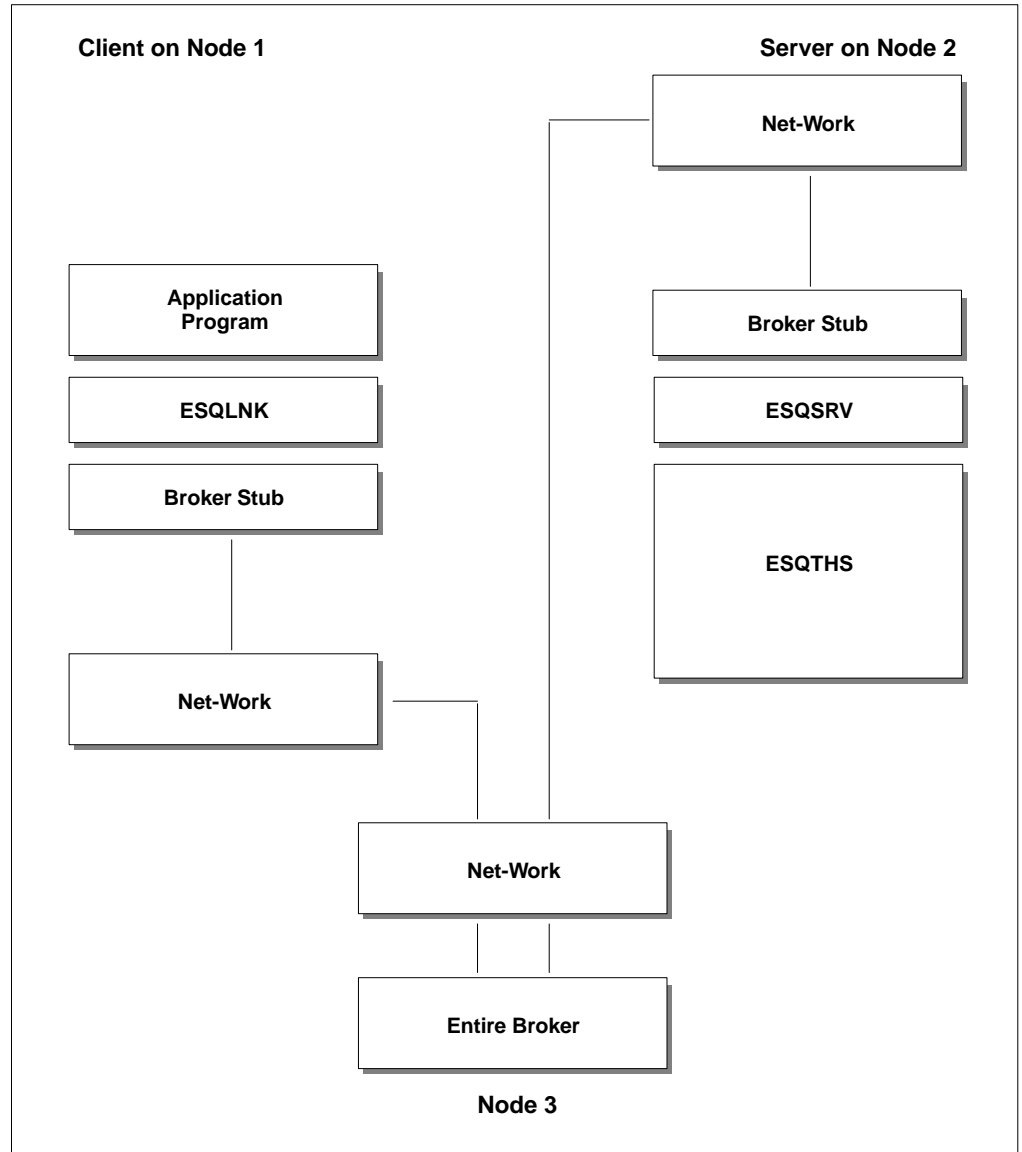 Client on Node 1
Server on Node 2
Net-Work
Application
Program
Broker Stub
ESQLNK
ESQSRV
Broker Stub
ESQTHS
Net-Work
Net-Work
Entire Broker
Node 3